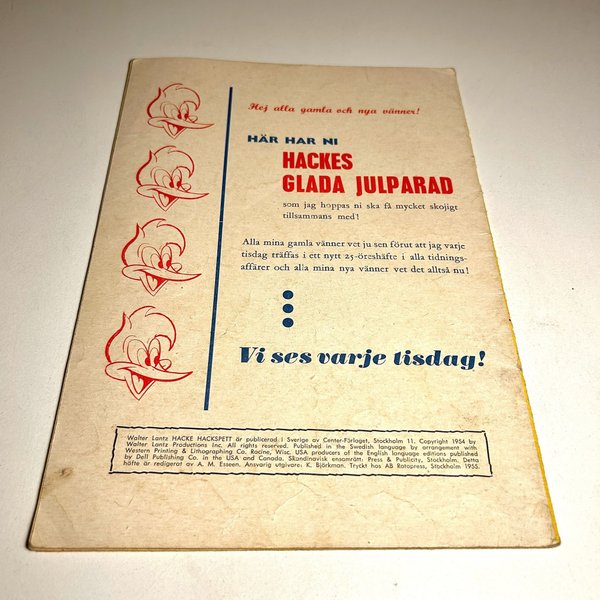 Hej alla gamla och nya vänner!
HÄR HAR NI
HACKES
GLADA JULPARAD
som jag hoppas ni ska få mycket skojigt
tillsammans med!
Alla mina gamla vänner vet ju sen förut att jag varje
tisdag träffas i ett nytt 25-öreshäfte i alla tidnings-
affärer och alla mina nya vänner vet det alltså nu!
Vi ses varje tisdag!
Walter Lantz HACKE HACKSPETT är publicerad i Sverige av Center-Förlaget, Stockholm 11. Copyright 1954 by
Walter Lantz Productions Inc. All rights reserved. Published in the Swedish language by arrangement with
Western Printing & Lithographing Co. Racine, Wisc. USA producers of the English language editions published
by Dell Publishing Co. in the USA and Canada. Skandinavisk ensamrätt: Press & Publicity, Stockholm. Detta
häfte är redigerat av A. M. Esseen. Ansvarig utgivare: K. Björkman. Tryckt hos AB Rotopress, Stockholm 1955.